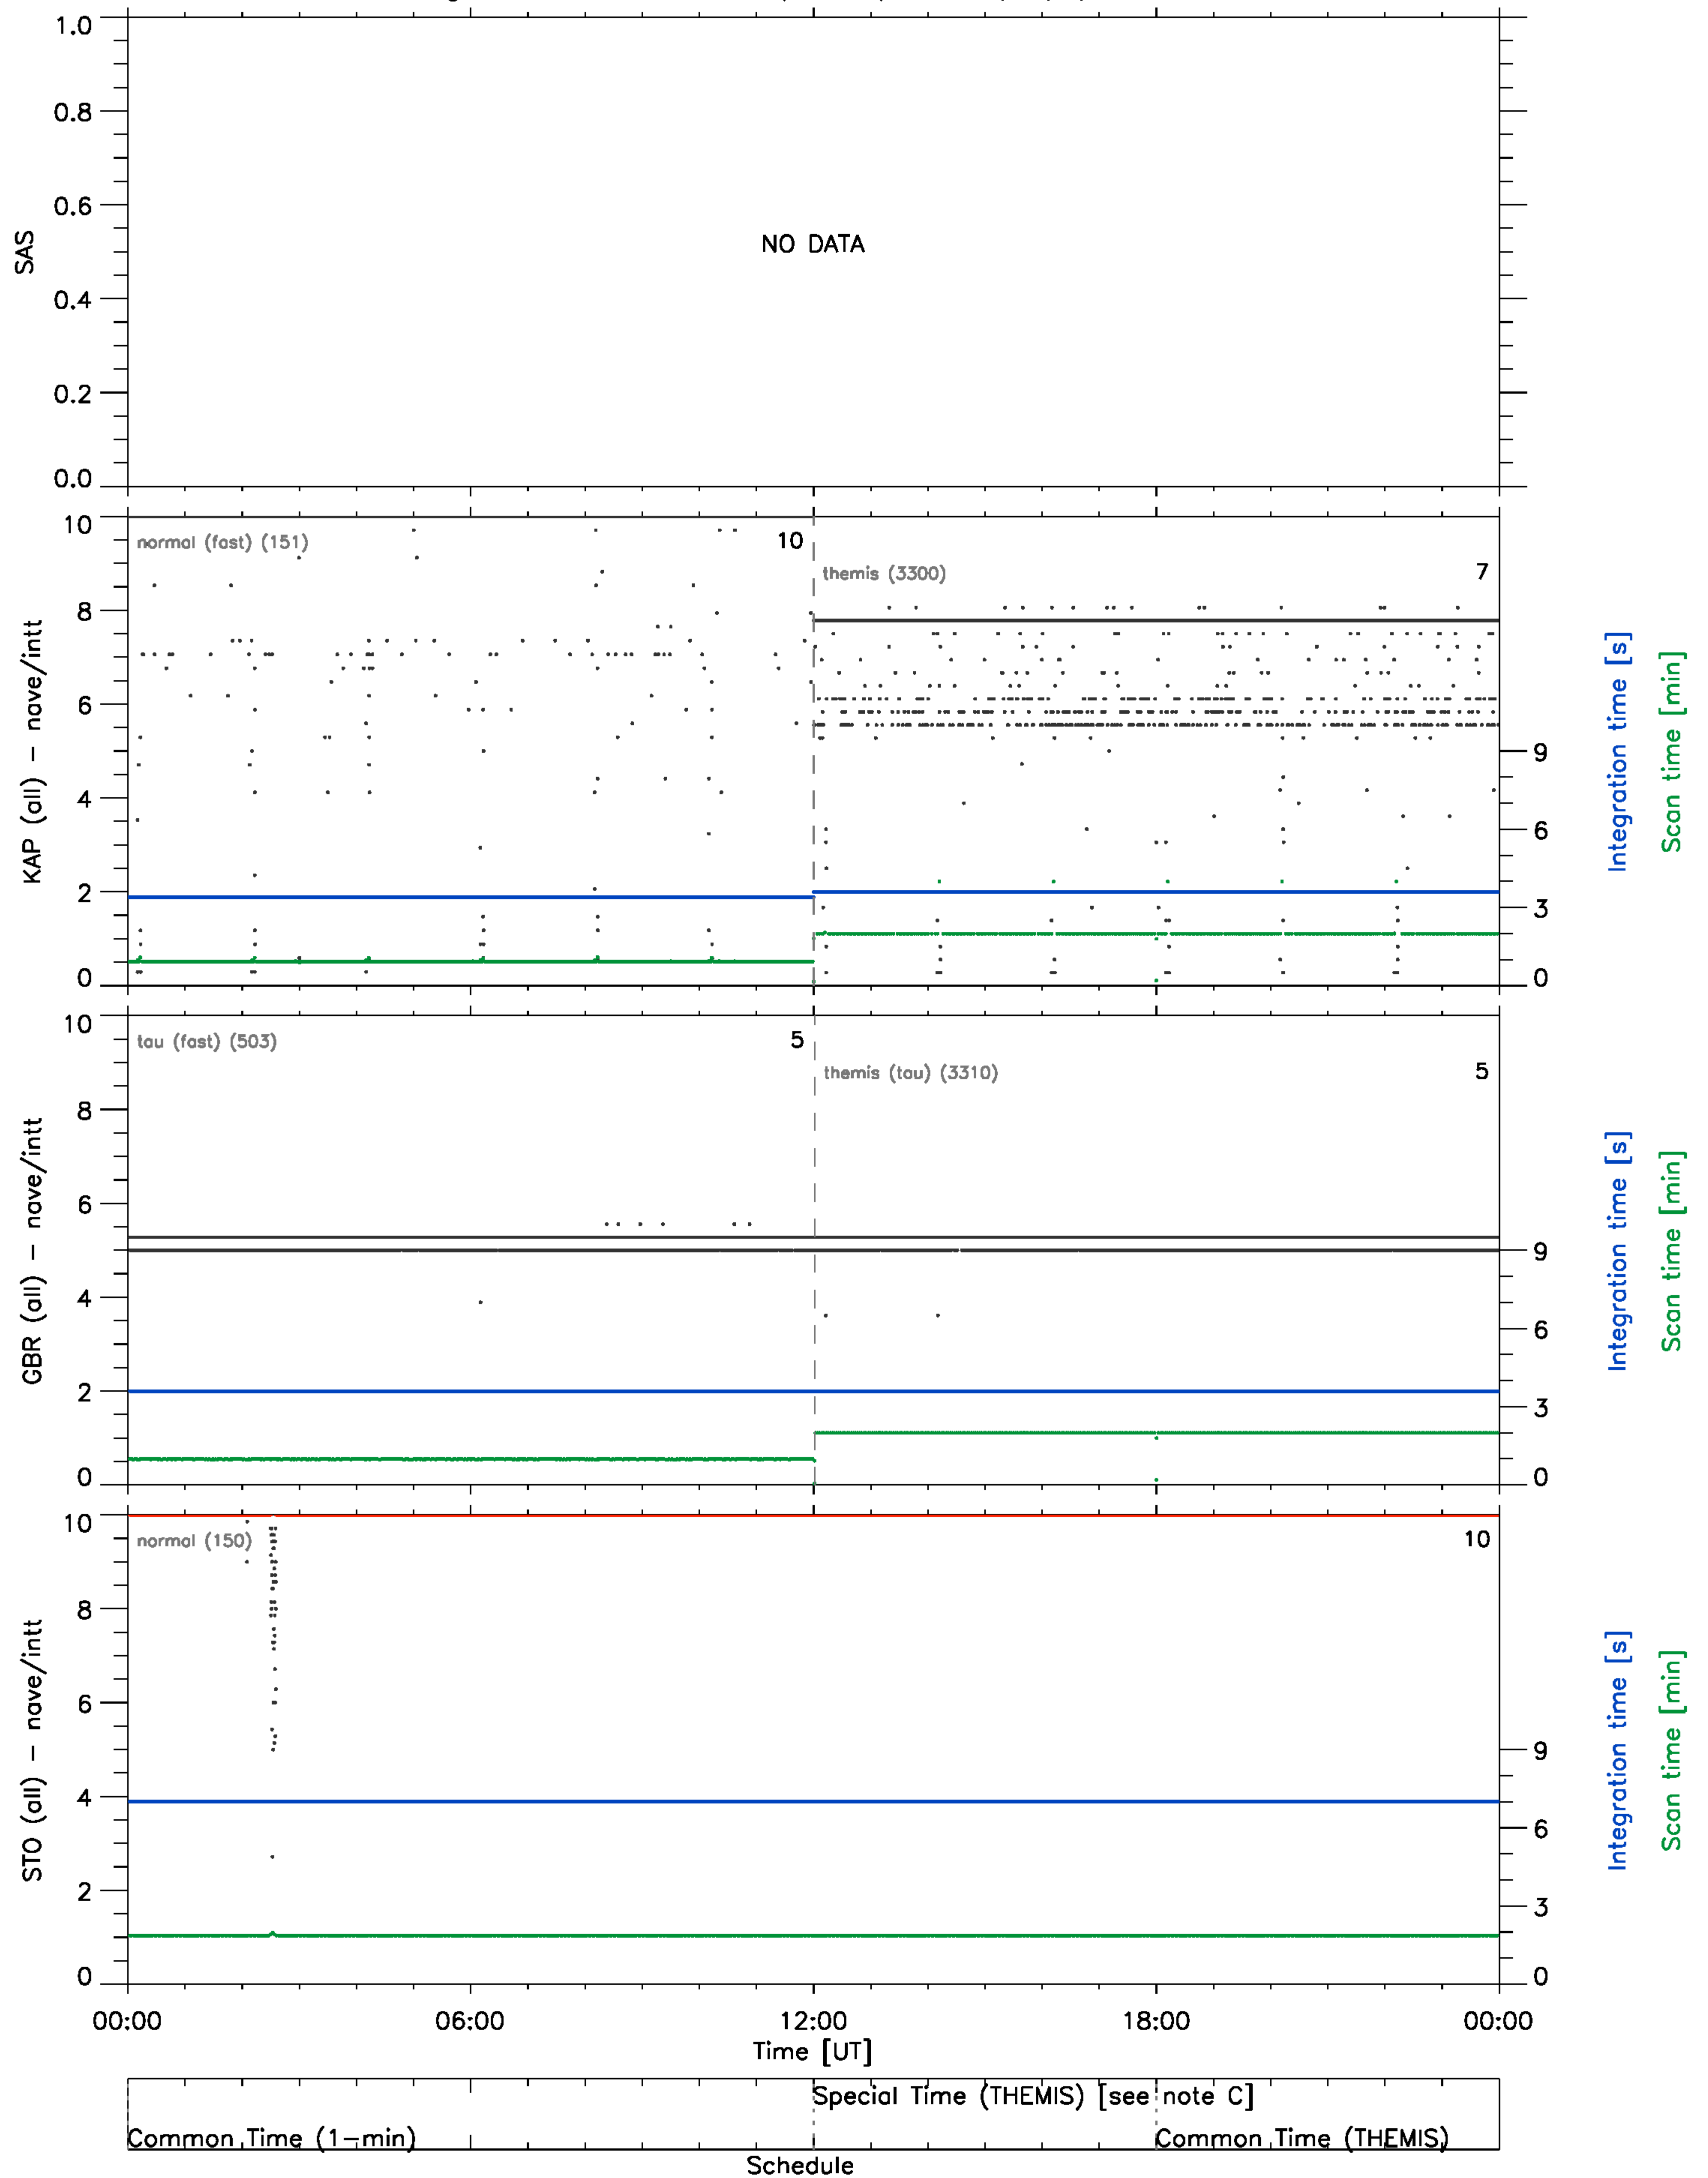 1.0
0.8
0.6
0.4
0.2
0.0
SAS
NO DATA
10
8
6
4
2
0
KAP (all) – nave/intt
normal (fast) (151)
10
themis (3300)
7
9
6
3
0
Integration time [s]
Scan time [min]
10
8
6
4
2
0
GBR (all) – nave/intt
tau (fast) (503)
5
themis (tau) (3310)
5
9
6
3
0
Integration time [s]
Scan time [min]
10
8
6
4
2
0
STO (all) – nave/intt
normal (150)
10
9
6
3
0
Integration time [s]
Scan time [min]
00:00 06:00 12:00 18:00 00:00
Time [UT]
Special Time (THEMIS) [see note C]
Common Time (1–min) Common Time (THEMIS)
Schedule